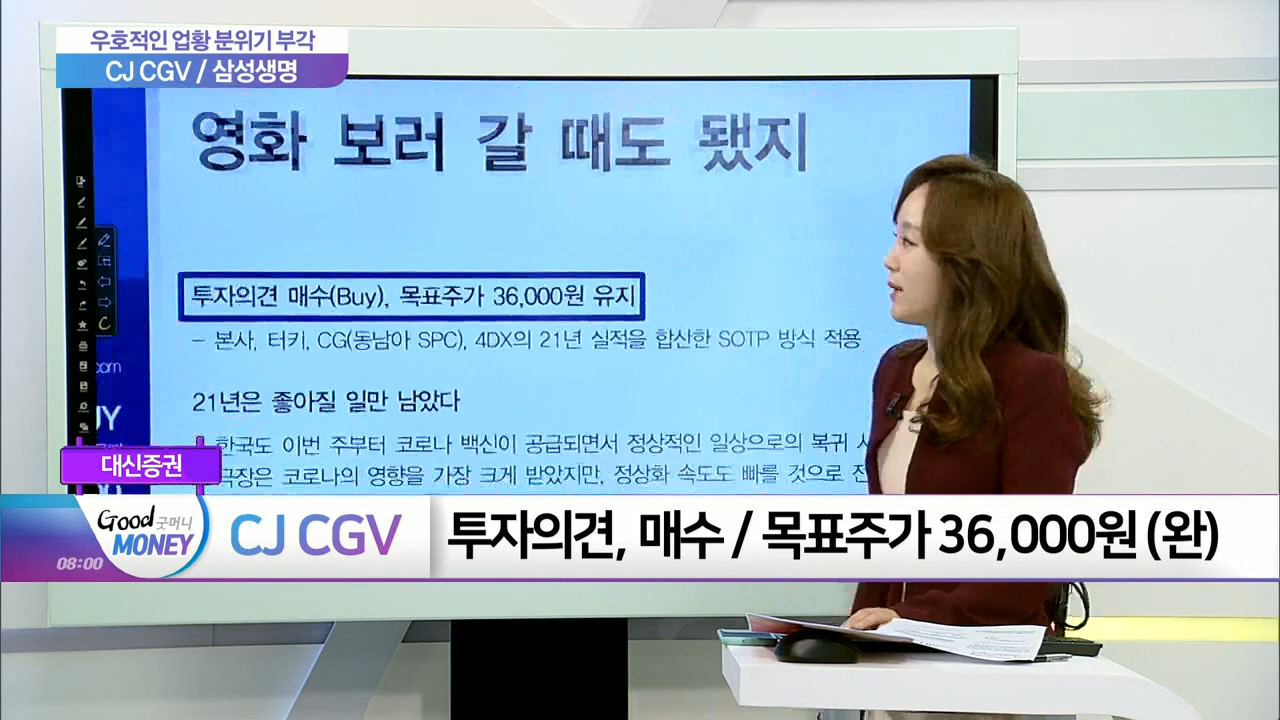 우호적인 업황 분위기 부각
CJ CGV / 삼성생명
영화 보러 갈 때도 됐지
투자의견 매수(Buy), 목표주가 36,000원 유지
- 본사, 터키, CG(동남아 SPC), 4DX의 21년 실적을 합산한 SOTP 방식 적용
21년은 좋아질 일만 남았다
한국도 이번 주부터 코로나 백신이 공급되면서 정상적인 일상으로의 복귀
극장은 코로나의 영향을 가장 크게 받았지만, 정상화 속도도 빠를 것으로
com
UY
대신증권
Good 굿머니
MONEY
08:00
CJ CGV
투자의견, 매수 / 목표주가 36,000원 (완)